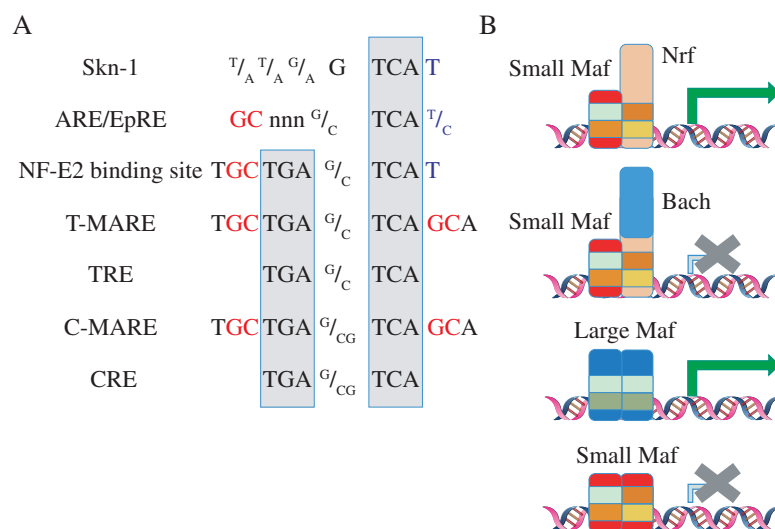 A
Skn-1 T/A T/A G/A G TCA T
ARE/EpRE GC nnn G/C TCA T/C
NF-E2 binding site TGC TGA G/C TCA T
T-MARE TGC TGA G/C TCA GCA
TRE TGA G/C TCA
C-MARE TGC TGA G/CG TCA GCA
CRE TGA G/CG TCA
B
Nrf
Small Maf
Bach
Small Maf
Large Maf
Small Maf